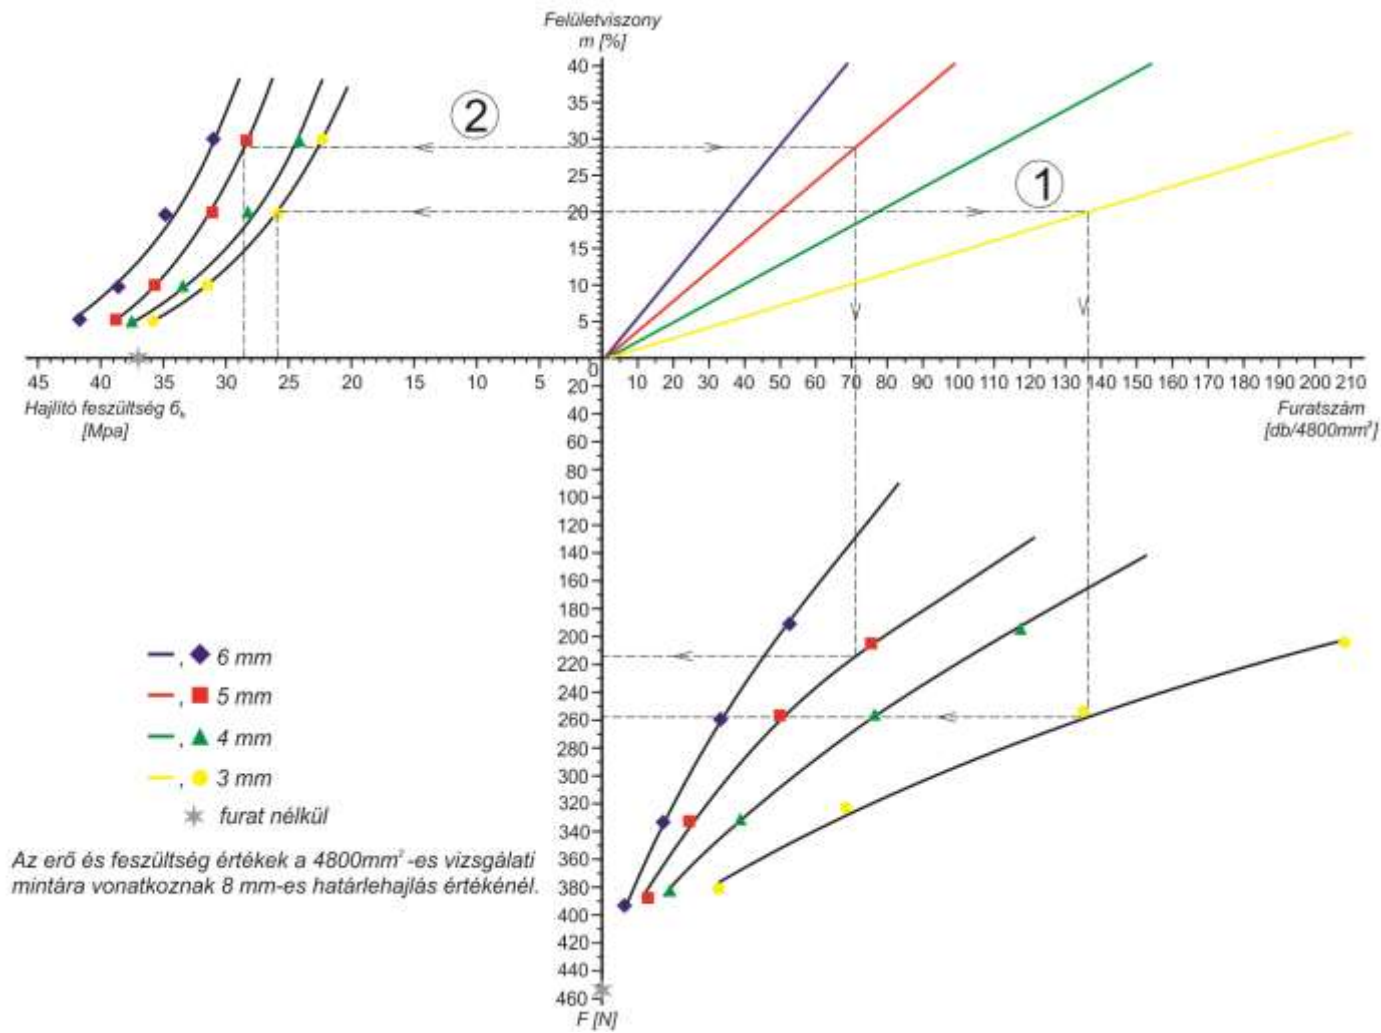 Felületviszony
m [%]
40
35
30
25
20
15
10
5
2
1
45 40 35 30 25 20 15 10 5 0 10 20 30 40 50 60 70 80 90 100 110 120 130 140 150 160 170 180 190 200 210
Hajlító feszültség б
[Mpa]
Furatszám
[db/4800mm²]
20
40
60
80
100
120
140
160
180
200
220
240
260
280
300
320
340
360
380
400
420
440
460
F [N]
, 6 mm
, 5 mm
, 4 mm
, 3 mm
furat nélkül
Az erő és feszültség értékek a 4800mm²-es vizsgálati
mintára vonatkoznak 8 mm-es határlehajlás értékénél.